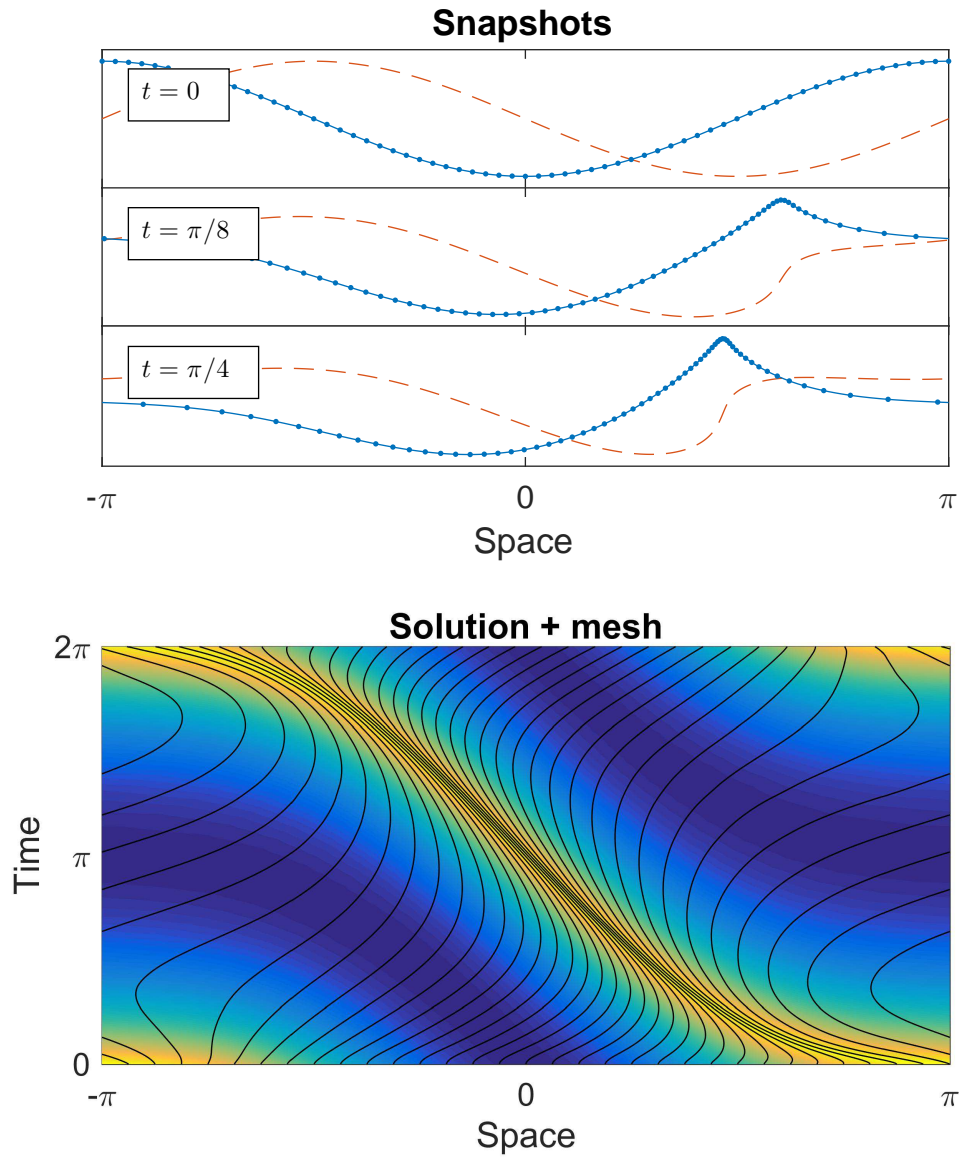 Snapshots
t = 0
t = π/8
t = π/4
-π 0 π
Space
Solution + mesh
2π
π
0
Time
-π 0 π
Space